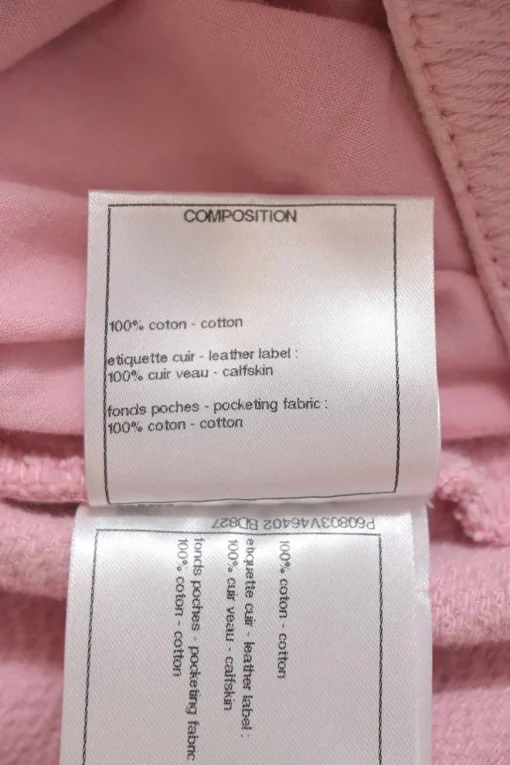 COMPOSITION
100% coton - cotton
etiquette cuir - leather label :
100% cuir veau - calfskin
fonds poches - pocketing fabric :
100% coton - cotton
P60803V46402 BD827
100% coton - cotton
etiquette cuir - leather label :
100% cuir veau - calfskin
fonds poches - pocketing fabric
100% coton - cotton